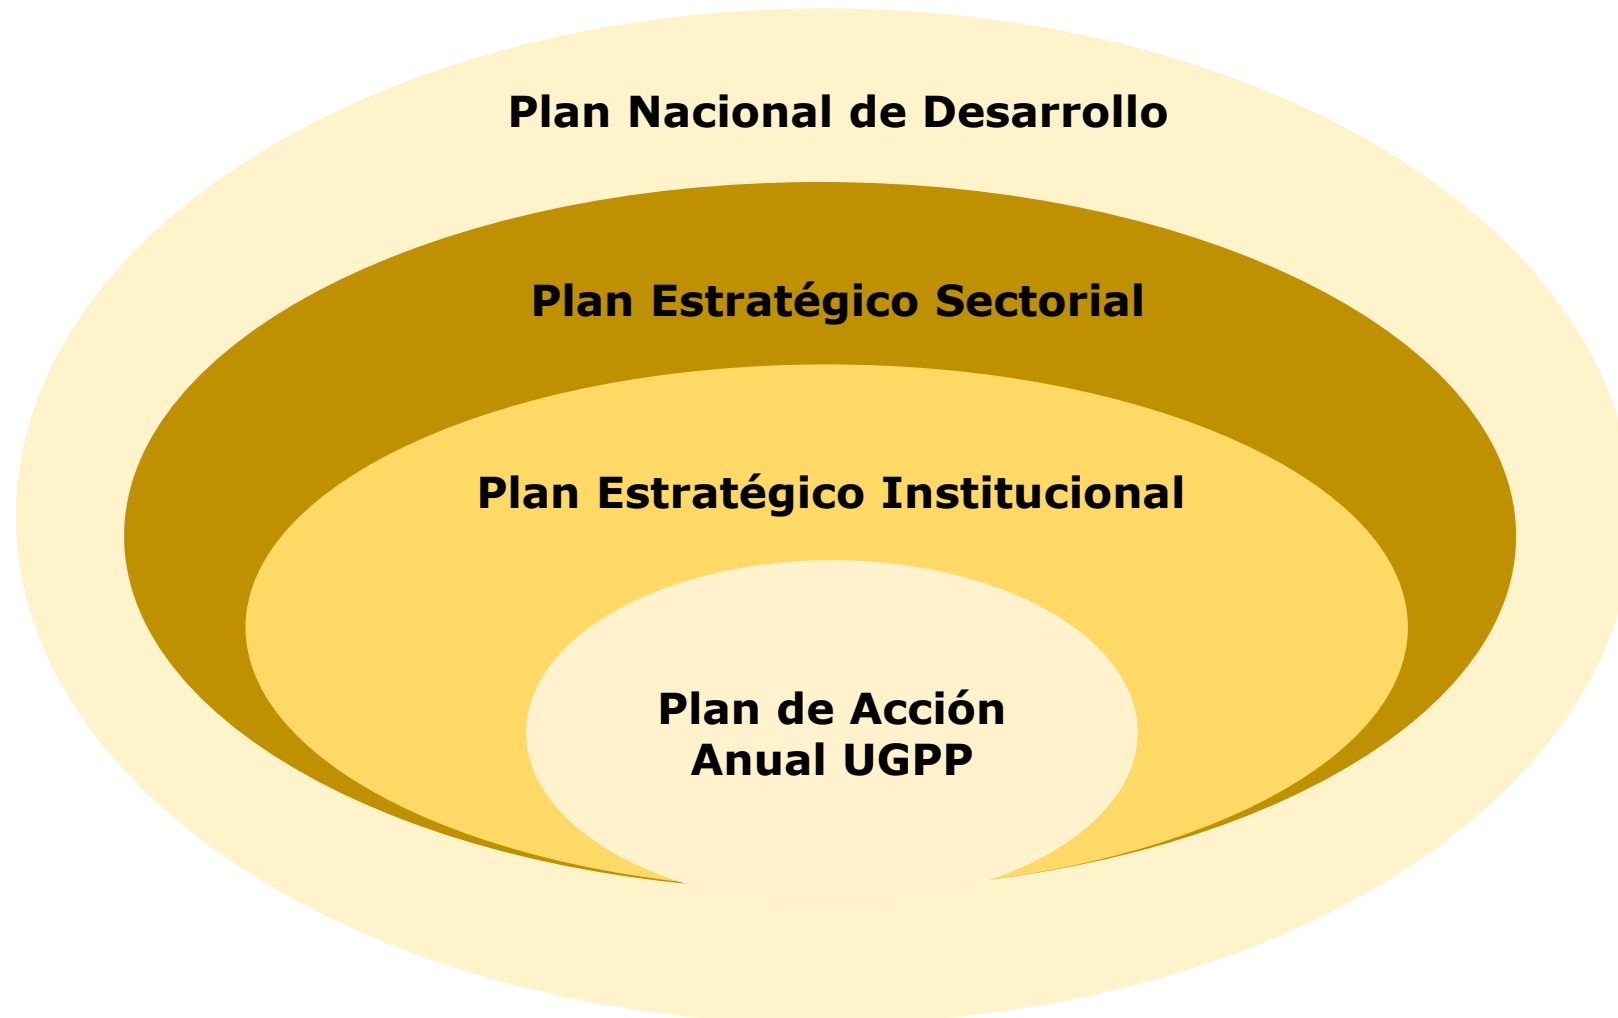 Plan Nacional de Desarrollo
Plan Estratégico Sectorial
Plan Estratégico Institucional
Plan de Acción
Anual UGPP